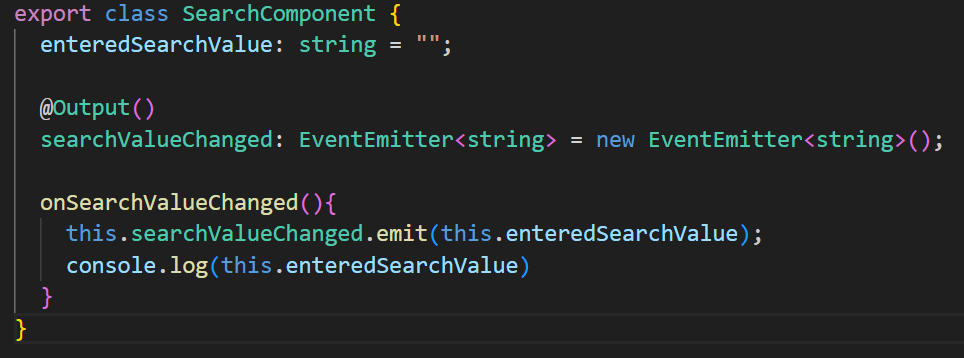 export class SearchComponent {
enteredSearchValue: string = "";
@Output()
searchValueChanged: EventEmitter<string> = new EventEmitter<string>();
onSearchValueChanged(){
this.searchValueChanged.emit(this.enteredSearchValue);
console.log(this.enteredSearchValue)
}
}